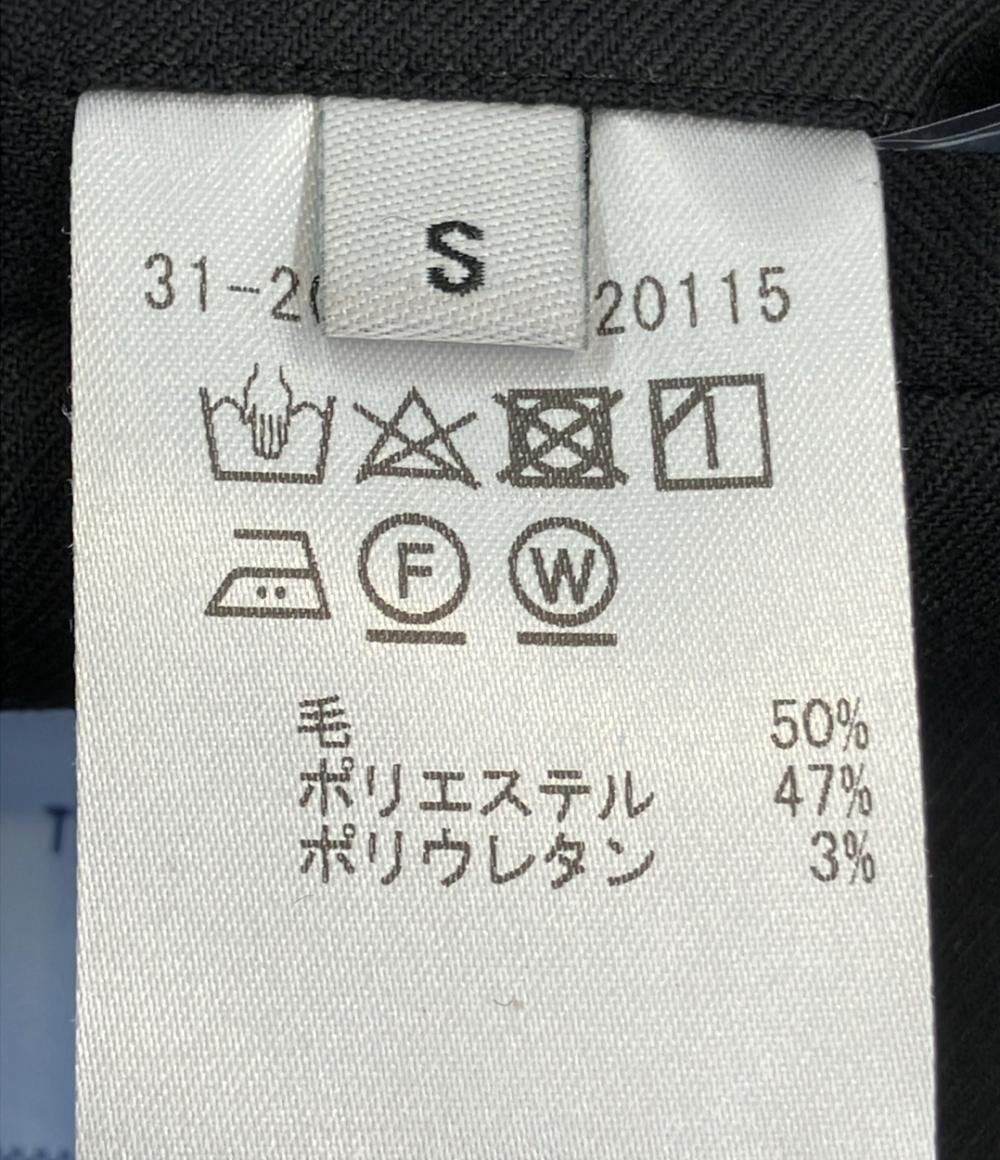 S
31-2 20115
F W
毛 50%
ポリエステル 47%
ポリウレタン 3%
T